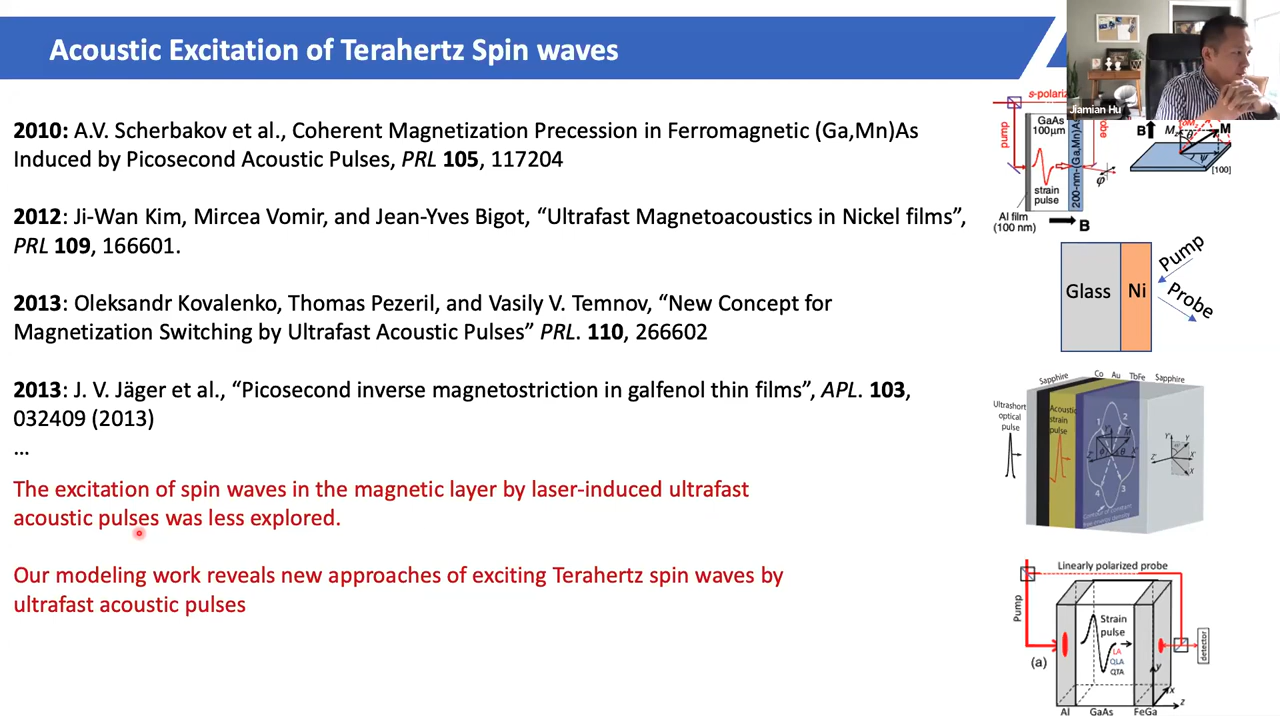 Acoustic Excitation of Terahertz Spin waves
Jiamian Hu
2010: A.V. Scherbakov et al., Coherent Magnetization Precession in Ferromagnetic (Ga,Mn)As
Induced by Picosecond Acoustic Pulses, PRL 105, 117204
2012: Ji-Wan Kim, Mircea Vomir, and Jean-Yves Bigot, “Ultrafast Magnetoacoustics in Nickel films”,
PRL 109, 166601.
2013: Oleksandr Kovalenko, Thomas Pezeril, and Vasily V. Temnov, “New Concept for
Magnetization Switching by Ultrafast Acoustic Pulses” PRL. 110, 266602
2013: J. V. Jäger et al., “Picosecond inverse magnetostriction in galfenol thin films”, APL. 103,
032409 (2013)
...
The excitation of spin waves in the magnetic layer by laser-induced ultrafast
acoustic pulses was less explored.
Our modeling work reveals new approaches of exciting Terahertz spin waves by
ultrafast acoustic pulses
pump
GaAs
100μm
strain
pulse
200-nm-(Ga,Mn)A
φ
Al film
(100 nm)
B
B
M
ψ
[100]
Glass
Ni
Pump
Probe
Sapphire
Co
Au
TbFe
Sapphire
Ultrashort
optical
pulse
Acoustic
strain
pulse
1
2
3
4
Linearly polarized probe
Pump
Strain
pulse
LA
QLA
QTA
detector
(a)
y
x
z
Al
GaAs
FeGa